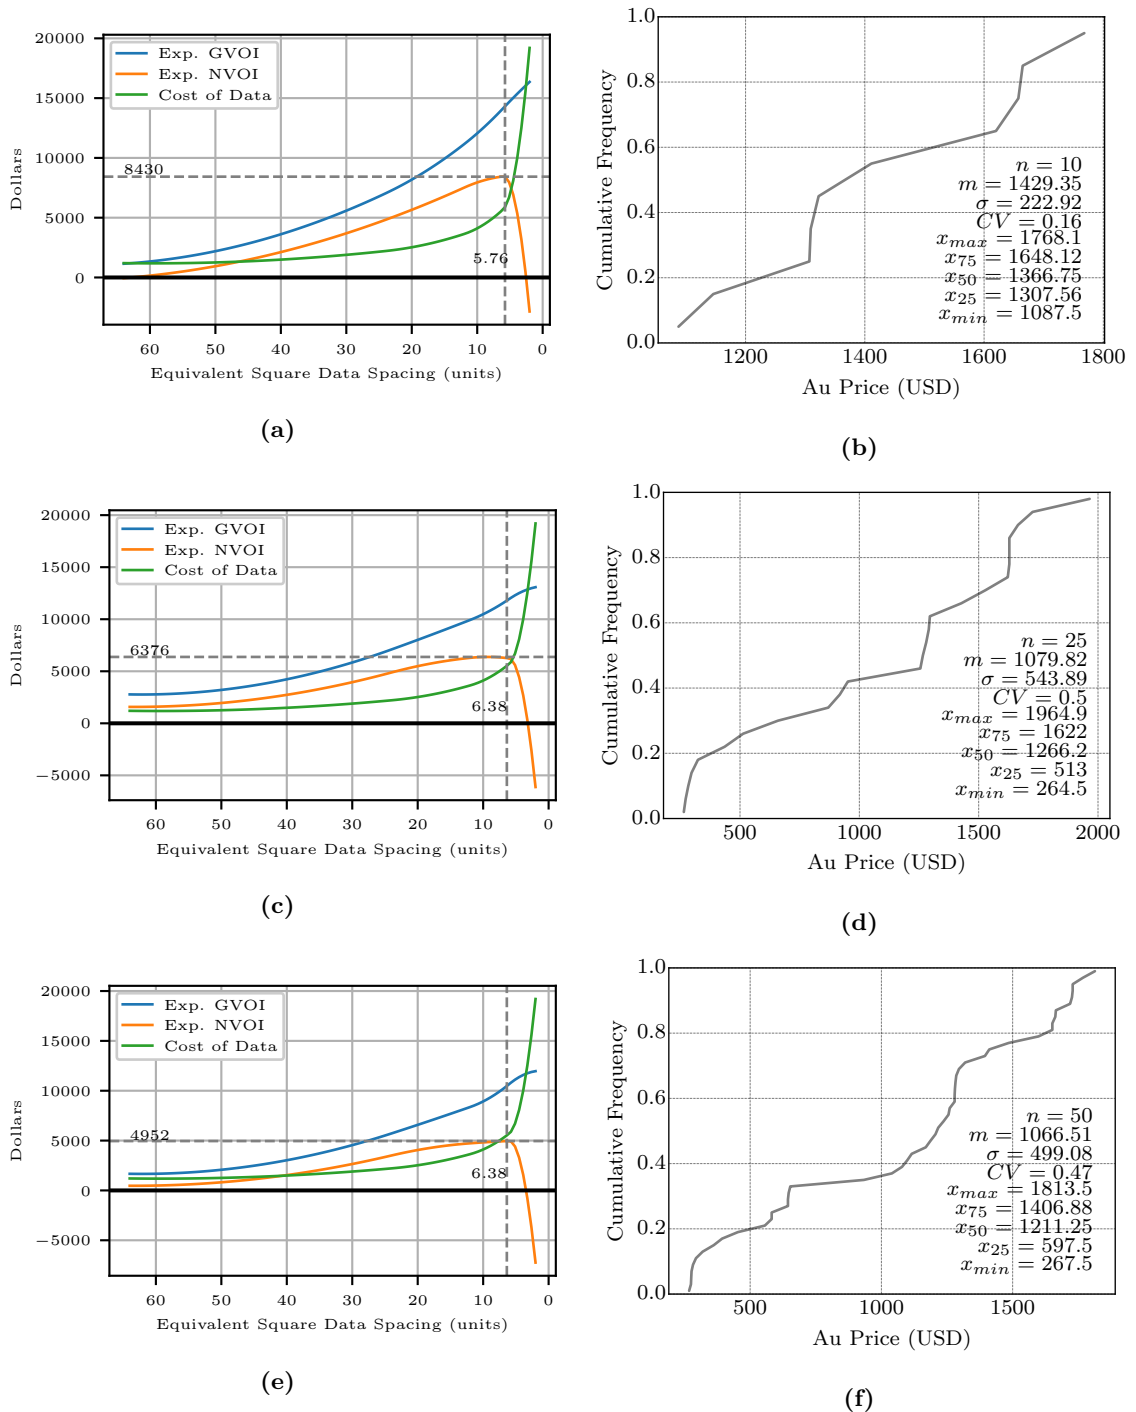 20000
15000
10000
5000
0
Dollars
Exp. GVOI
Exp. NVOI
Cost of Data
8430
5.76
60 50 40 30 20 10 0
Equivalent Square Data Spacing (units)
(a)
1.0
0.8
0.6
0.4
0.2
0.0
Cumulative Frequency
n = 10
m = 1429.35
σ = 222.92
CV = 0.16
x_max = 1768.1
x_75 = 1648.12
x_50 = 1366.75
x_25 = 1307.56
x_min = 1087.5
1200 1400 1600 1800
Au Price (USD)
(b)
20000
15000
10000
5000
0
−5000
Dollars
Exp. GVOI
Exp. NVOI
Cost of Data
6376
6.38
60 50 40 30 20 10 0
Equivalent Square Data Spacing (units)
(c)
1.0
0.8
0.6
0.4
0.2
0.0
Cumulative Frequency
n = 25
m = 1079.82
σ = 543.89
CV = 0.5
x_max = 1964.9
x_75 = 1622
x_50 = 1266.2
x_25 = 513
x_min = 264.5
500 1000 1500 2000
Au Price (USD)
(d)
20000
15000
10000
5000
0
−5000
Dollars
Exp. GVOI
Exp. NVOI
Cost of Data
4952
6.38
60 50 40 30 20 10 0
Equivalent Square Data Spacing (units)
(e)
1.0
0.8
0.6
0.4
0.2
0.0
Cumulative Frequency
n = 50
m = 1066.51
σ = 499.08
CV = 0.47
x_max = 1813.5
x_75 = 1406.88
x_50 = 1211.25
x_25 = 597.5
x_min = 267.5
500 1000 1500
Au Price (USD)
(f)